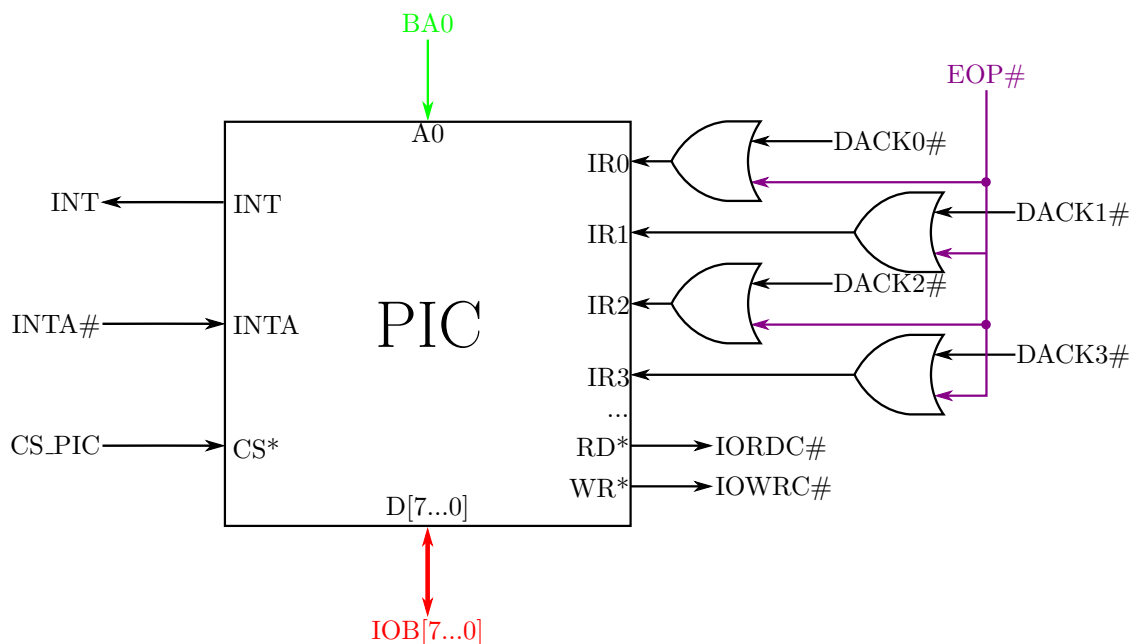 BA0
EOP#
A0
DACK0#
IR0
INT
INT
DACK1#
IR1
DACK2#
IR2
INTA#
INTA
PIC
DACK3#
IR3
...
CS_PIC
CS*
RD*
IORDC#
WR*
IOWRC#
D[7...0]
IOB[7...0]